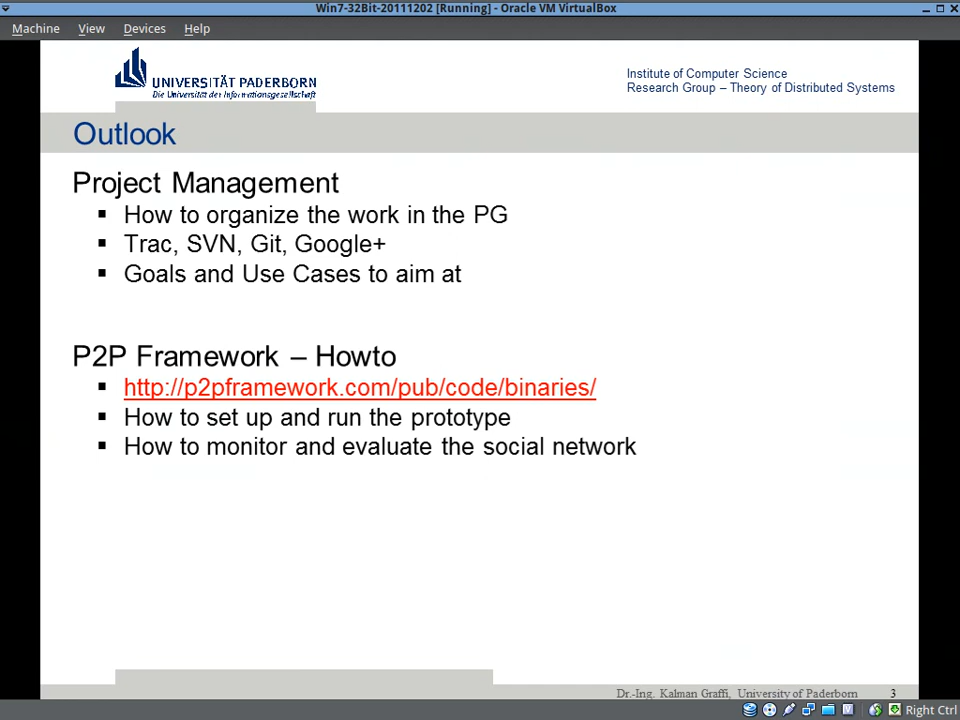 Win7-32Bit-20111202 [Running] - Oracle VM VirtualBox
Machine View Devices Help
UNIVERSITÄT PADERBORN
Die Universität der Informationsgesellschaft
Institute of Computer Science
Research Group – Theory of Distributed Systems
Outlook
Project Management
▪ How to organize the work in the PG
▪ Trac, SVN, Git, Google+
▪ Goals and Use Cases to aim at
P2P Framework – Howto
▪ http://p2pframework.com/pub/code/binaries/
▪ How to set up and run the prototype
▪ How to monitor and evaluate the social network
Dr.-Ing. Kalman Graffi, University of Paderborn 3
Right Ctrl